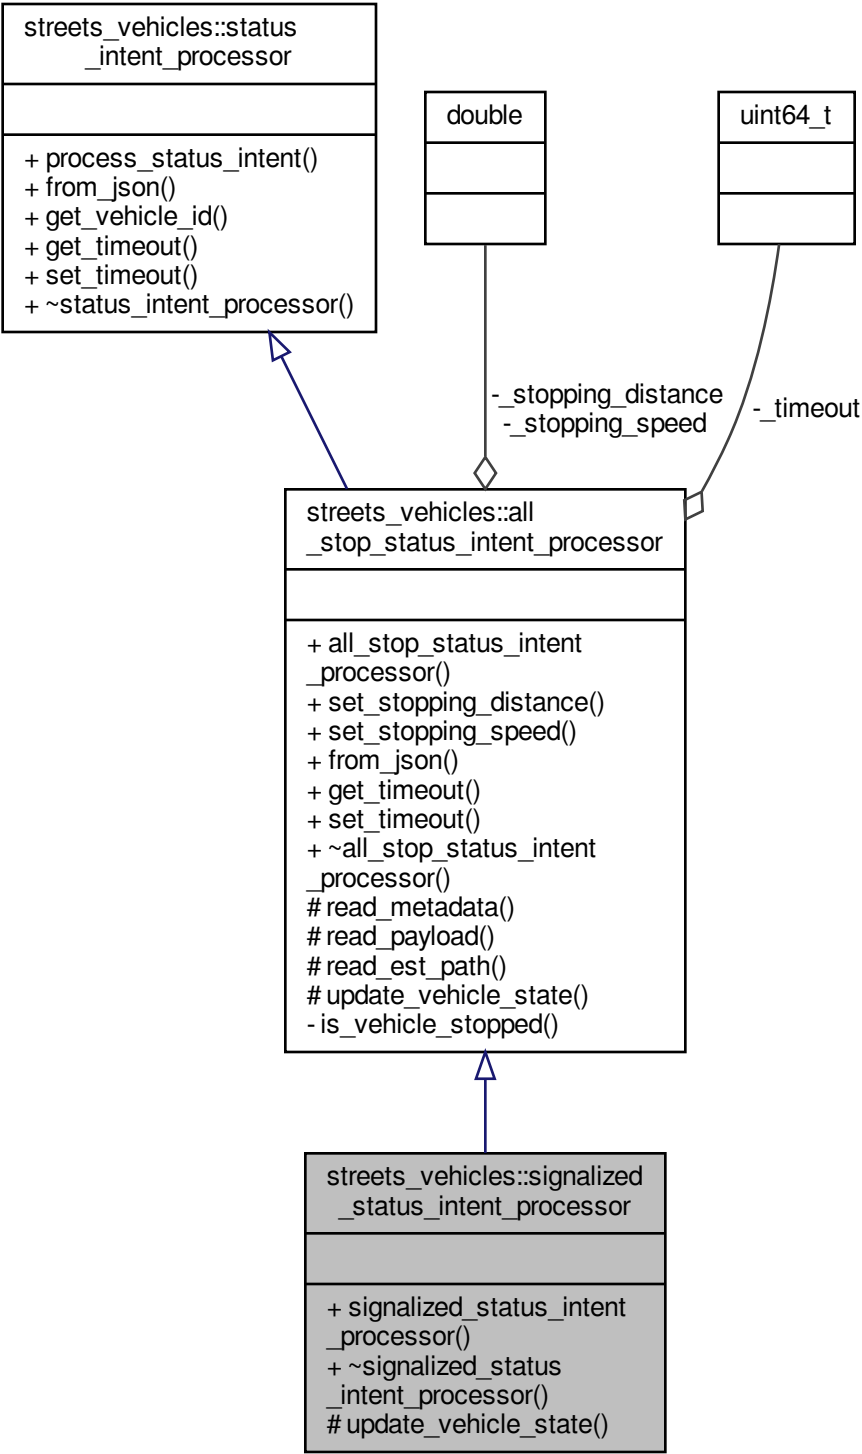 streets_vehicles::status
_intent_processor
+ process_status_intent()
+ from_json()
+ get_vehicle_id()
+ get_timeout()
+ set_timeout()
+ ~status_intent_processor()
double
uint64_t
-_stopping_distance
-_stopping_speed
-_timeout
streets_vehicles::all
_stop_status_intent_processor
+ all_stop_status_intent
_processor()
+ set_stopping_distance()
+ set_stopping_speed()
+ from_json()
+ get_timeout()
+ set_timeout()
+ ~all_stop_status_intent
_processor()
# read_metadata()
# read_payload()
# read_est_path()
# update_vehicle_state()
- is_vehicle_stopped()
streets_vehicles::signalized
_status_intent_processor
+ signalized_status_intent
_processor()
+ ~signalized_status
_intent_processor()
# update_vehicle_state()